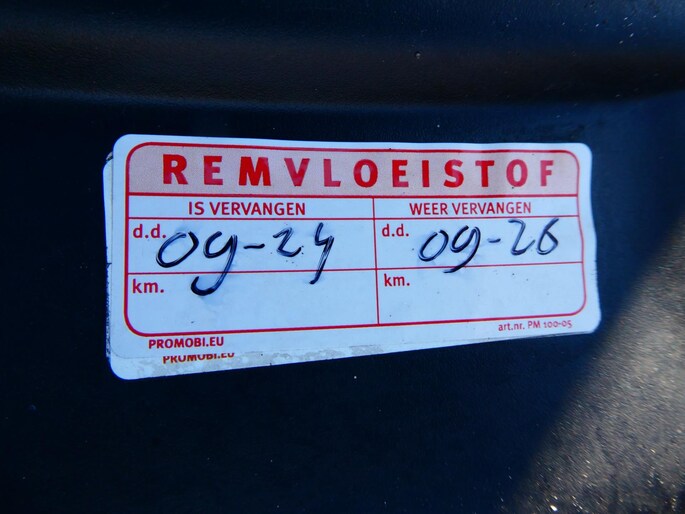 REMVLOEISTOF
IS VERVANGEN WEER VERVANGEN
d.d. 09-24 d.d. 09-26
km. km.
PROMOBI.EU art.nr. PM 100-05
PROMOBI.EU